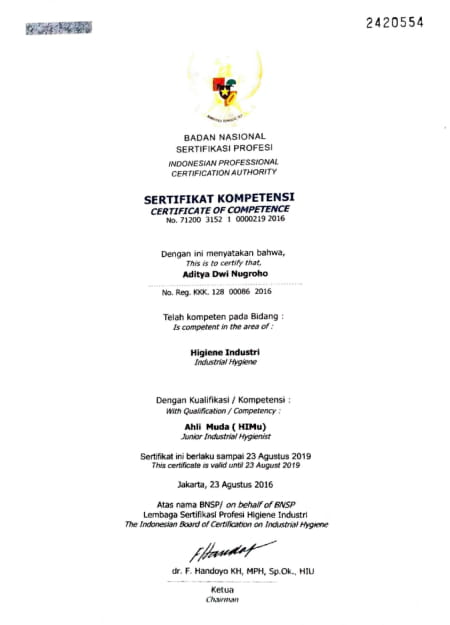 2420554
BADAN NASIONAL
SERTIFIKASI PROFESI
INDONESIAN PROFESSIONAL
CERTIFICATION AUTHORITY
SERTIFIKAT KOMPETENSI
CERTIFICATE OF COMPETENCE
No. 71200 3152 1 0000219 2016
Dengan ini menyatakan bahwa,
This is to certify that,
Aditya Dwi Nugroho
No. Reg. KKK. 128 00086 2016
Telah kompeten pada Bidang :
Is competent in the area of :
Higiene Industri
Industrial Hygiene
Dengan Kualifikasi / Kompetensi :
With Qualification / Competency :
Ahli Muda ( HIMu)
Junior Industrial Hygienist
Sertifikat ini berlaku sampai 23 Agustus 2019
This certificate is valid until 23 August 2019
Jakarta, 23 Agustus 2016
Atas nama BNSP/ on behalf of BNSP
Lembaga Sertifikasi Profesi Higiene Industri
The Indonesian Board of Certification on Industrial Hygiene
dr. F. Handoyo KH, MPH, Sp.Ok., HIU
Ketua
Chairman